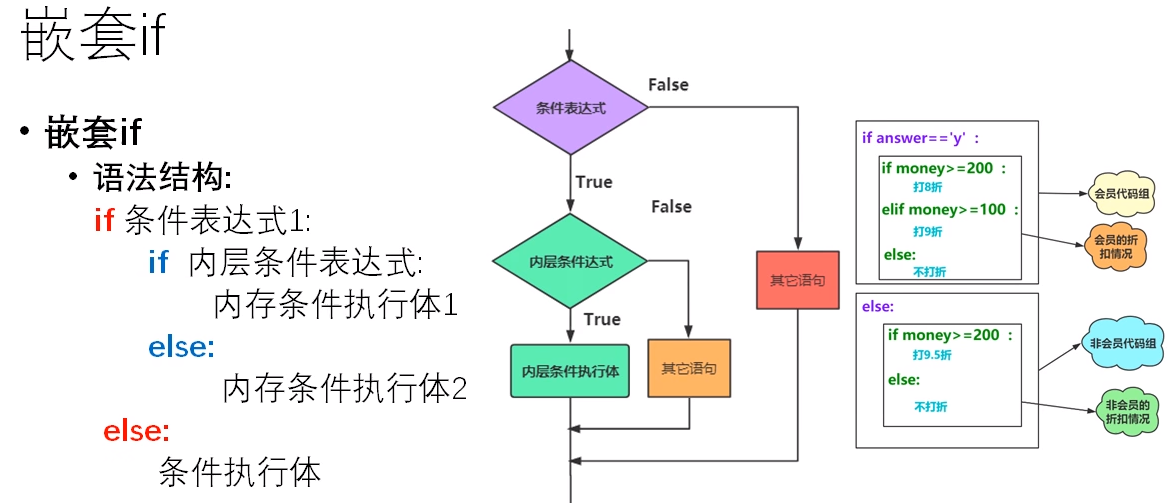 嵌套if
• 嵌套if
• 语法结构:
if 条件表达式1:
if 内层条件表达式:
内存条件执行体1
else:
内存条件执行体2
else:
条件执行体
条件表达式
False
True
内层条件达式
False
True
内层条件执行体
其它语句
其它语句
if answer=='y' :
if money>=200 :
打8折
elif money>=100 :
打9折
else:
不打折
会员代码组
会员的折
扣情况
else:
if money>=200 :
打9.5折
else:
不打折
非会员代码组
非会员的
折扣情况